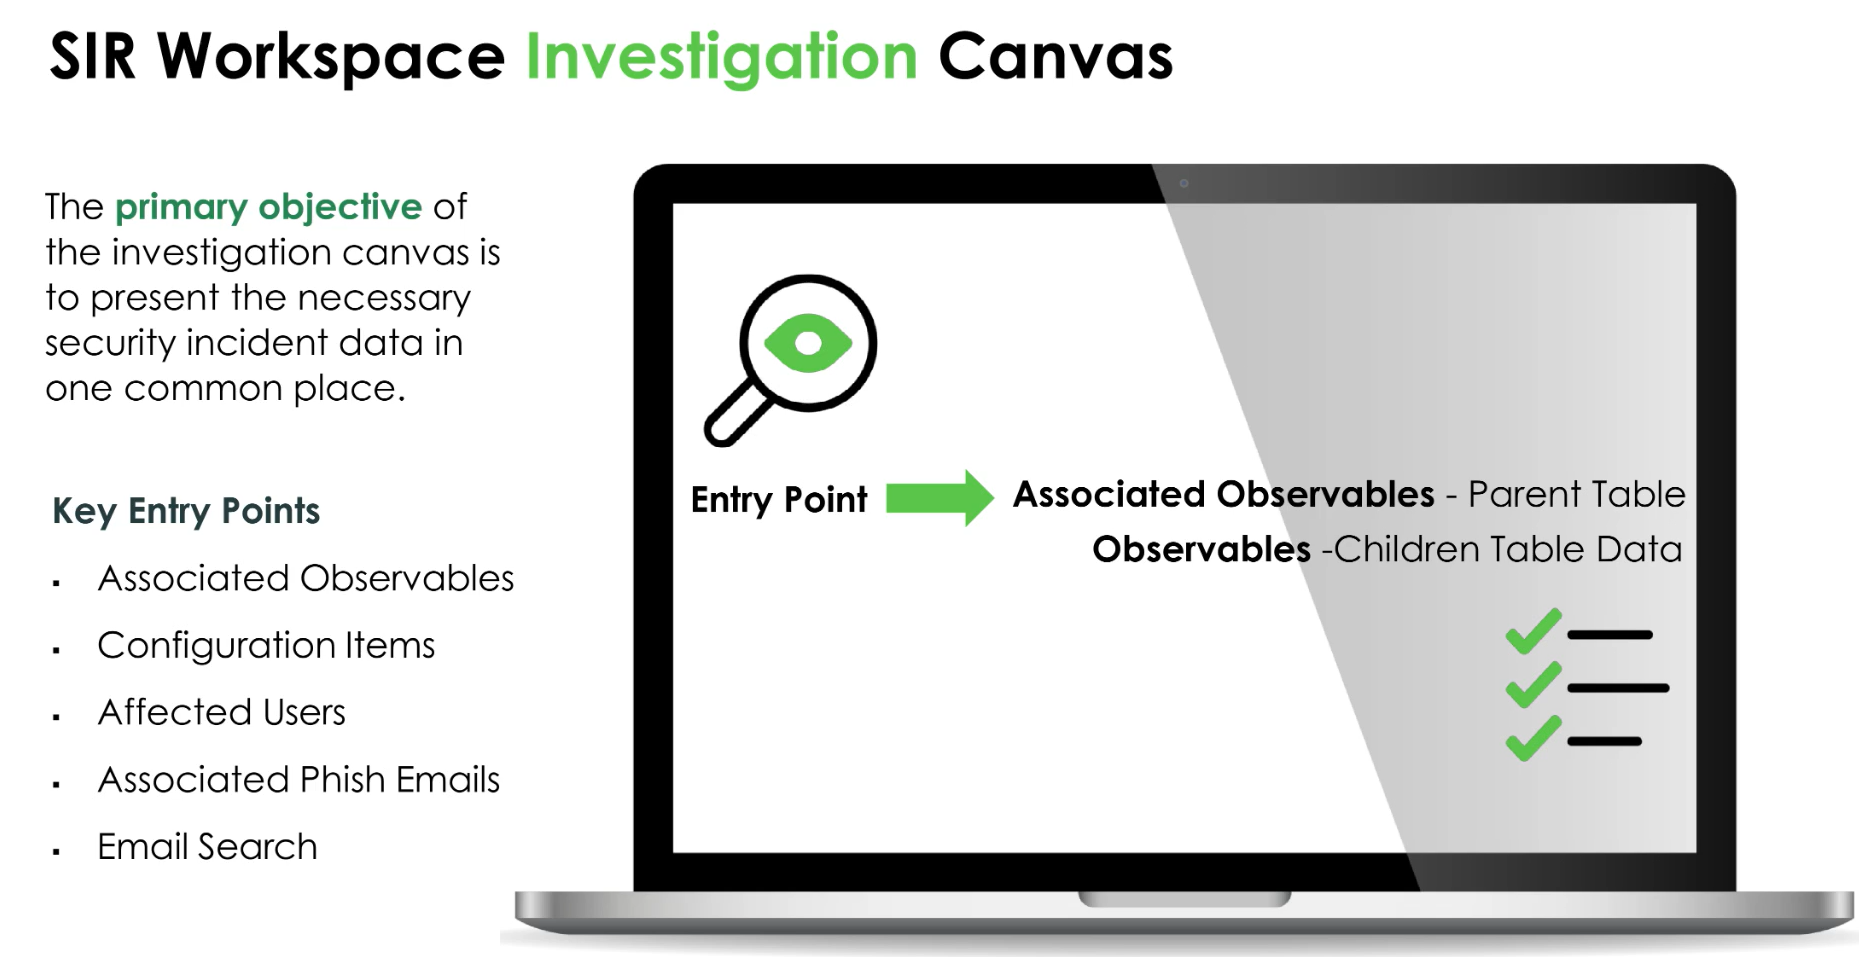 SIR Workspace Investigation Canvas
The primary objective of
the investigation canvas is
to present the necessary
security incident data in
one common place.
Key Entry Points
▪ Associated Observables
▪ Configuration Items
▪ Affected Users
▪ Associated Phish Emails
▪ Email Search
Entry Point
Associated Observables - Parent Table
Observables -Children Table Data